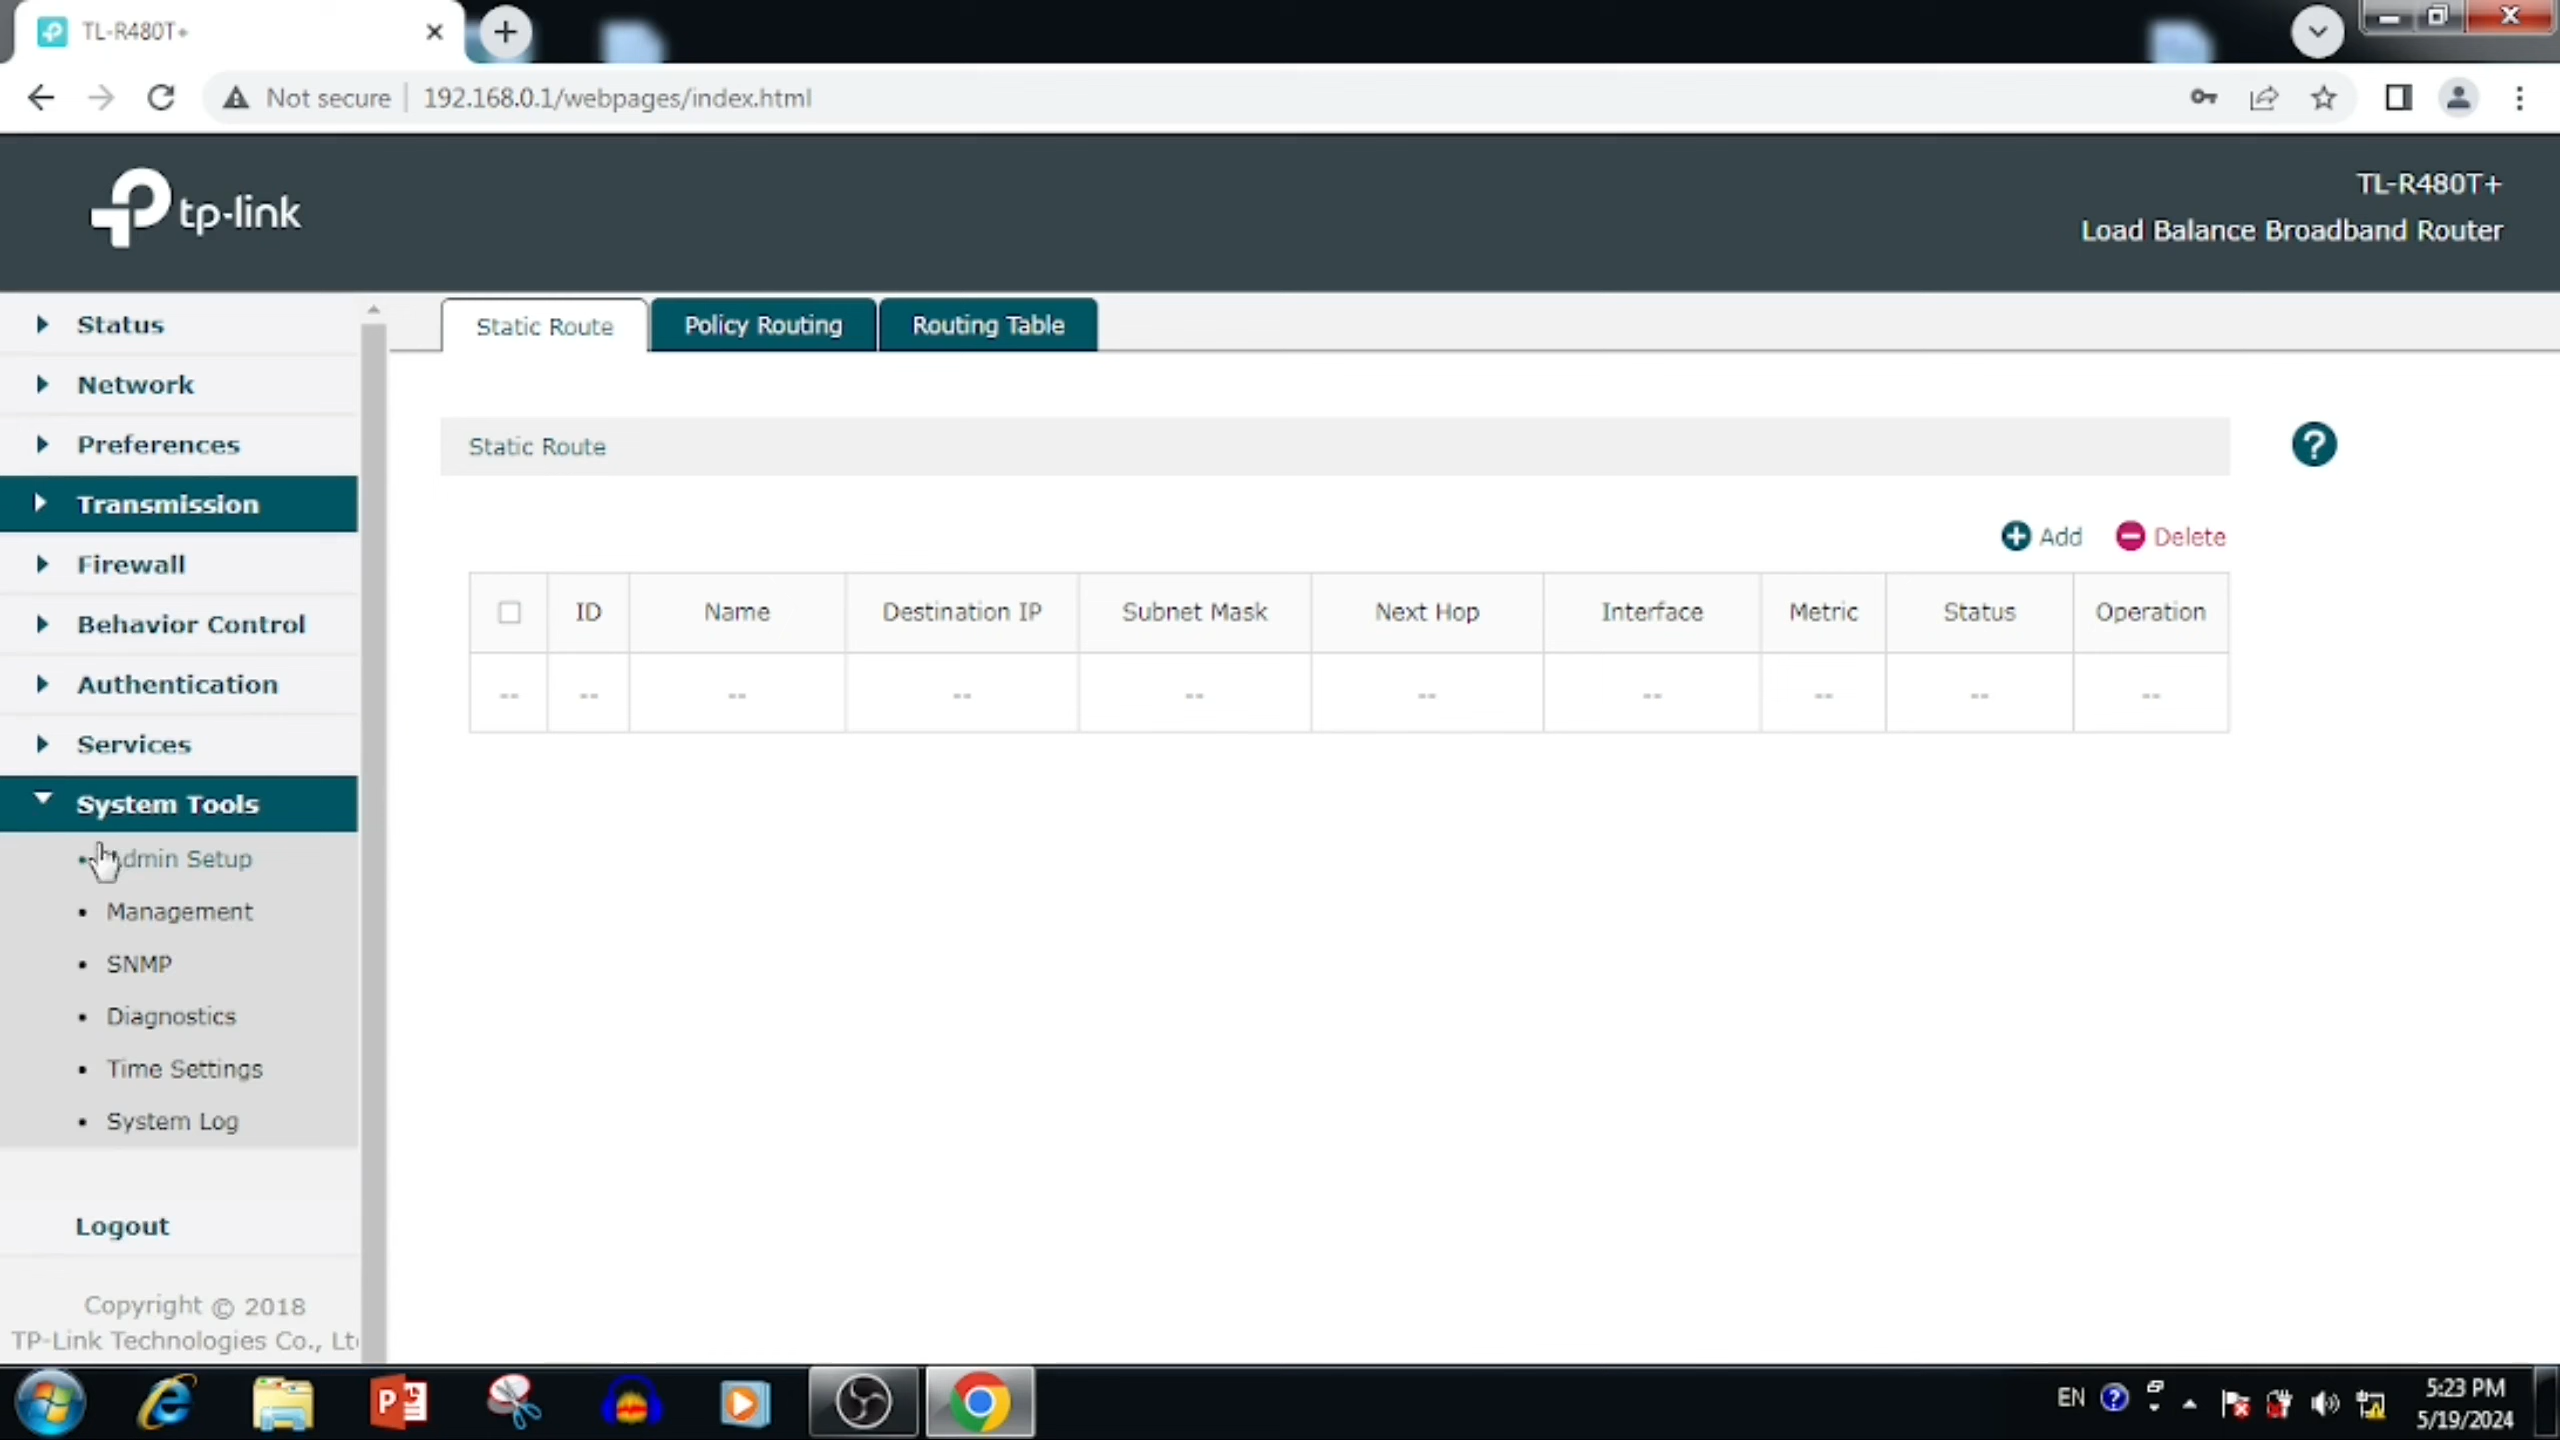 TL-R480T+
Not secure
192.168.0.1/webpages/index.html
tp-link
TL-R480T+
Load Balance Broadband Router
Status
Network
Preferences
Transmission
Firewall
Behavior Control
Authentication
Services
System Tools
Admin Setup
Management
SNMP
Diagnostics
Time Settings
System Log
Logout
Copyright © 2018
TP-Link Technologies Co., Lt
Static Route
Policy Routing
Routing Table
Static Route
Add
Delete
ID Name Destination IP Subnet Mask Next Hop Interface Metric Status Operation
-- -- -- -- -- -- -- -- -- --
EN
5:23 PM
5/19/2024